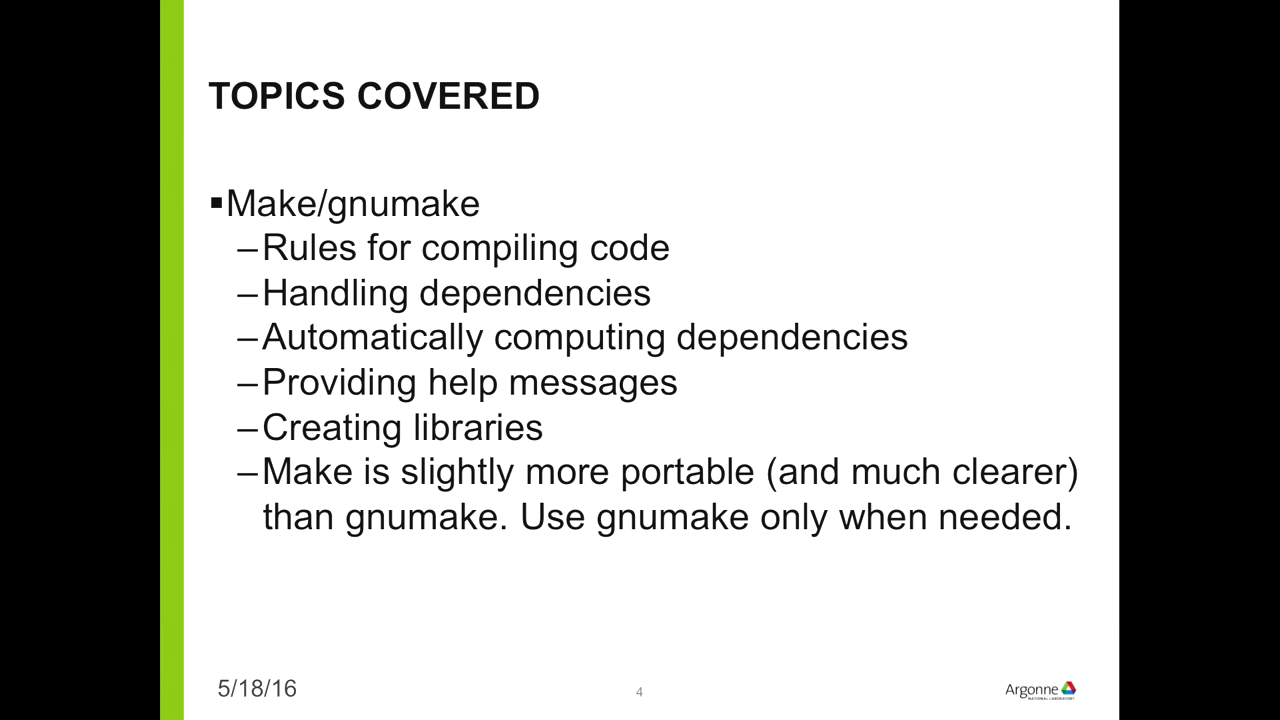 TOPICS COVERED
▪Make/gnumake
–Rules for compiling code
–Handling dependencies
–Automatically computing dependencies
–Providing help messages
–Creating libraries
–Make is slightly more portable (and much clearer)
than gnumake. Use gnumake only when needed.
5/18/16
4
Argonne
NATIONAL LABORATORY